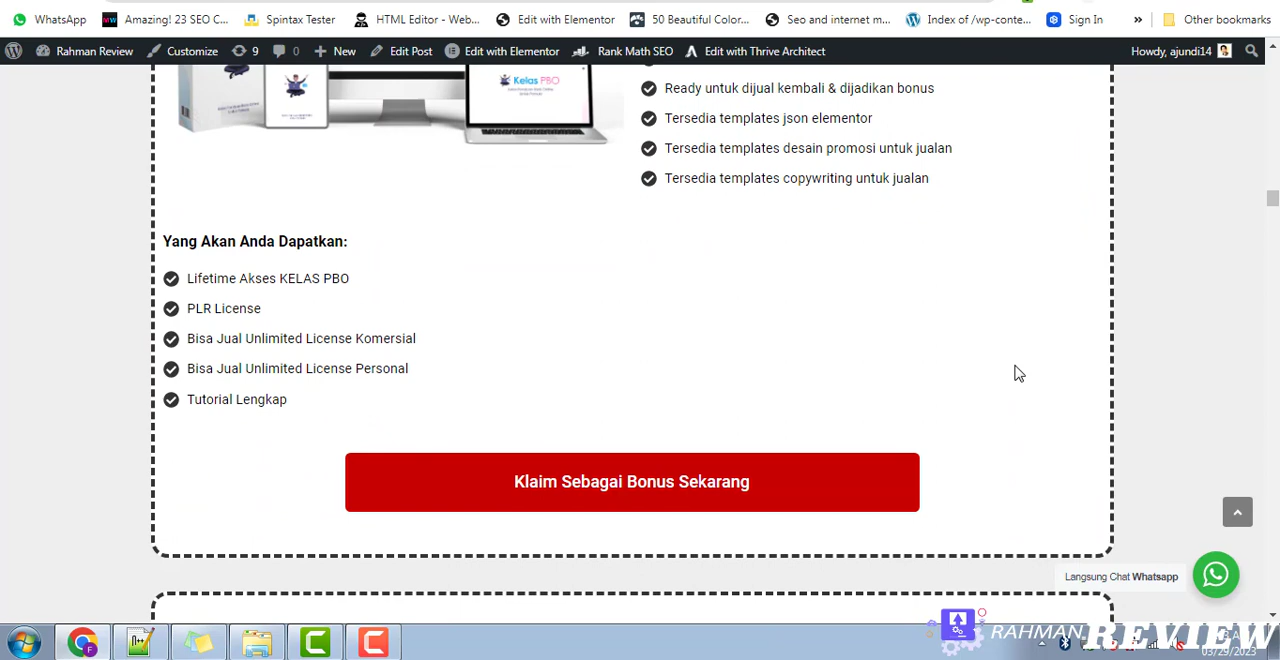 WhatsApp Amazing! 23 SEO C... Spintax Tester HTML Editor - Web... Edit with Elementor 50 Beautiful Color... Seo and internet m... Index of /wp-conte... Sign In » Other bookmarks
Rahman Review Customize 9 0 New Edit Post Edit with Elementor Rank Math SEO Edit with Thrive Architect Howdy, ajundi14
Kelas PBO
Ready untuk dijual kembali & dijadikan bonus
Tersedia templates json elementor
Tersedia templates desain promosi untuk jualan
Tersedia templates copywriting untuk jualan
Yang Akan Anda Dapatkan:
Lifetime Akses KELAS PBO
PLR License
Bisa Jual Unlimited License Komersial
Bisa Jual Unlimited License Personal
Tutorial Lengkap
Klaim Sebagai Bonus Sekarang
Langsung Chat Whatsapp
RAHMAN.REVIEW
03/29/2023